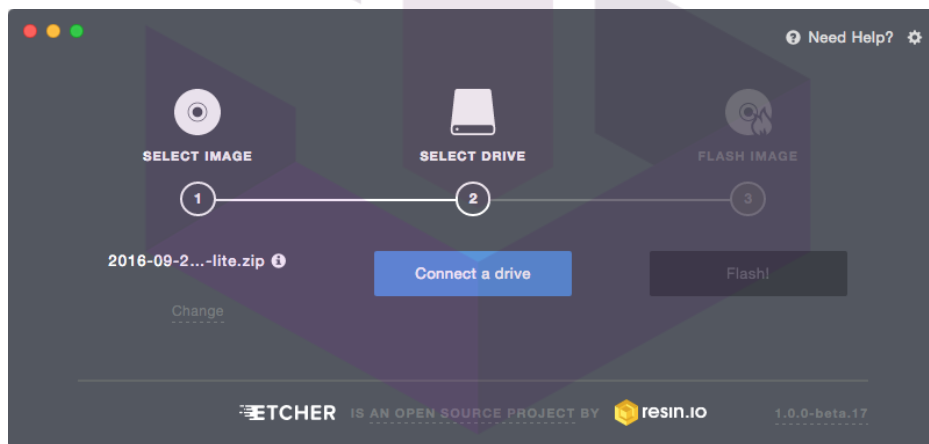 Need Help?
SELECT IMAGE
SELECT DRIVE
FLASH IMAGE
1
2
3
2016-09-2...-lite.zip
Connect a drive
Flash!
Change
ETCHER IS AN OPEN SOURCE PROJECT BY resin.io 1.0.0-beta.17